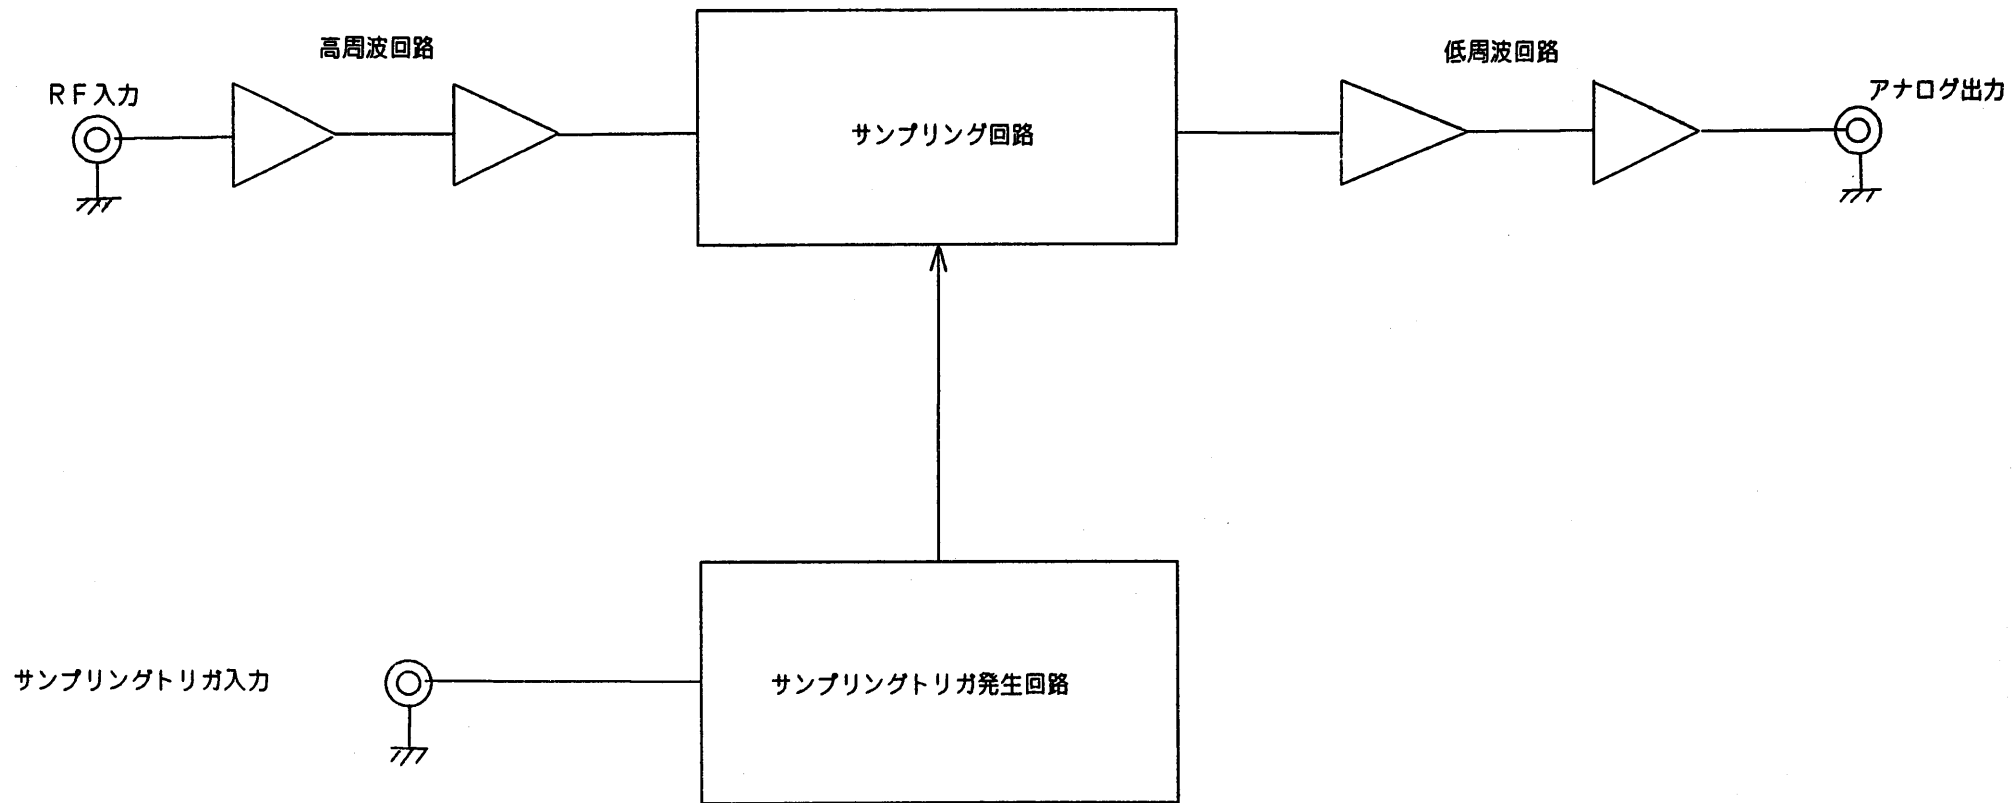 高周波回路
低周波回路
ＲＦ入力
アナログ出力
サンプリング回路
サンプリングトリガ入力
サンプリングトリガ発生回路